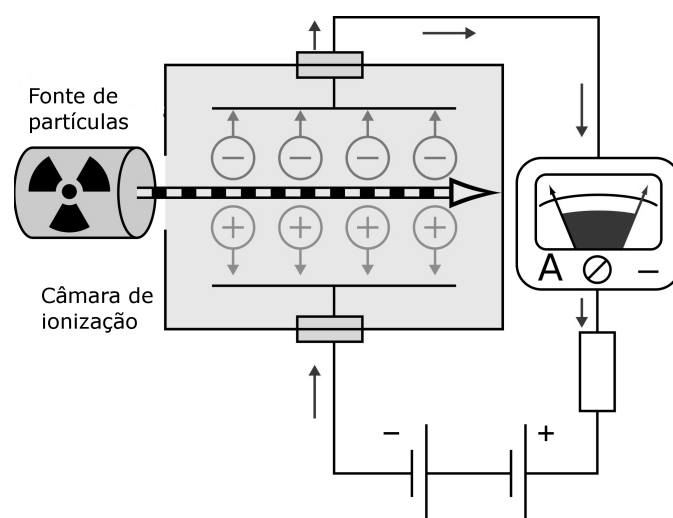 Fonte de
partículas
− − − −
+ + + +
A −
Câmara de
ionização
− +